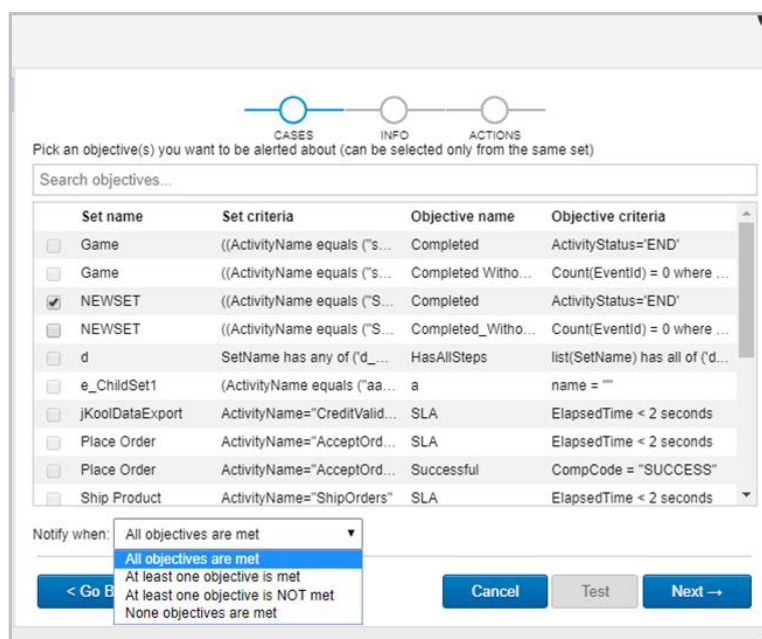 CASES INFO ACTIONS
Pick an objective(s) you want to be alerted about (can be selected only from the same set)
Search objectives...
Set name Set criteria Objective name Objective criteria
Game ((ActivityName equals ("s... Completed ActivityStatus='END'
Game ((ActivityName equals ("s... Completed Witho... Count(EventId) = 0 where ...
NEWSET ((ActivityName equals ("S... Completed ActivityStatus='END'
NEWSET ((ActivityName equals ("S... Completed_Witho... Count(EventId) = 0 where ...
d SetName has any of ('d_... HasAllSteps list(SetName) has all of ('d...
e_ChildSet1 (ActivityName equals ("aa... a name = ""
jKoolDataExport ActivityName="CreditValid... SLA ElapsedTime < 2 seconds
Place Order ActivityName="AcceptOrd... SLA ElapsedTime < 2 seconds
Place Order ActivityName="AcceptOrd... Successful CompCode = "SUCCESS"
Ship Product ActivityName="ShipOrders" SLA ElapsedTime < 2 seconds
Notify when: All objectives are met
All objectives are met
At least one objective is met
At least one objective is NOT met
None objectives are met
< Go B Cancel Test Next →